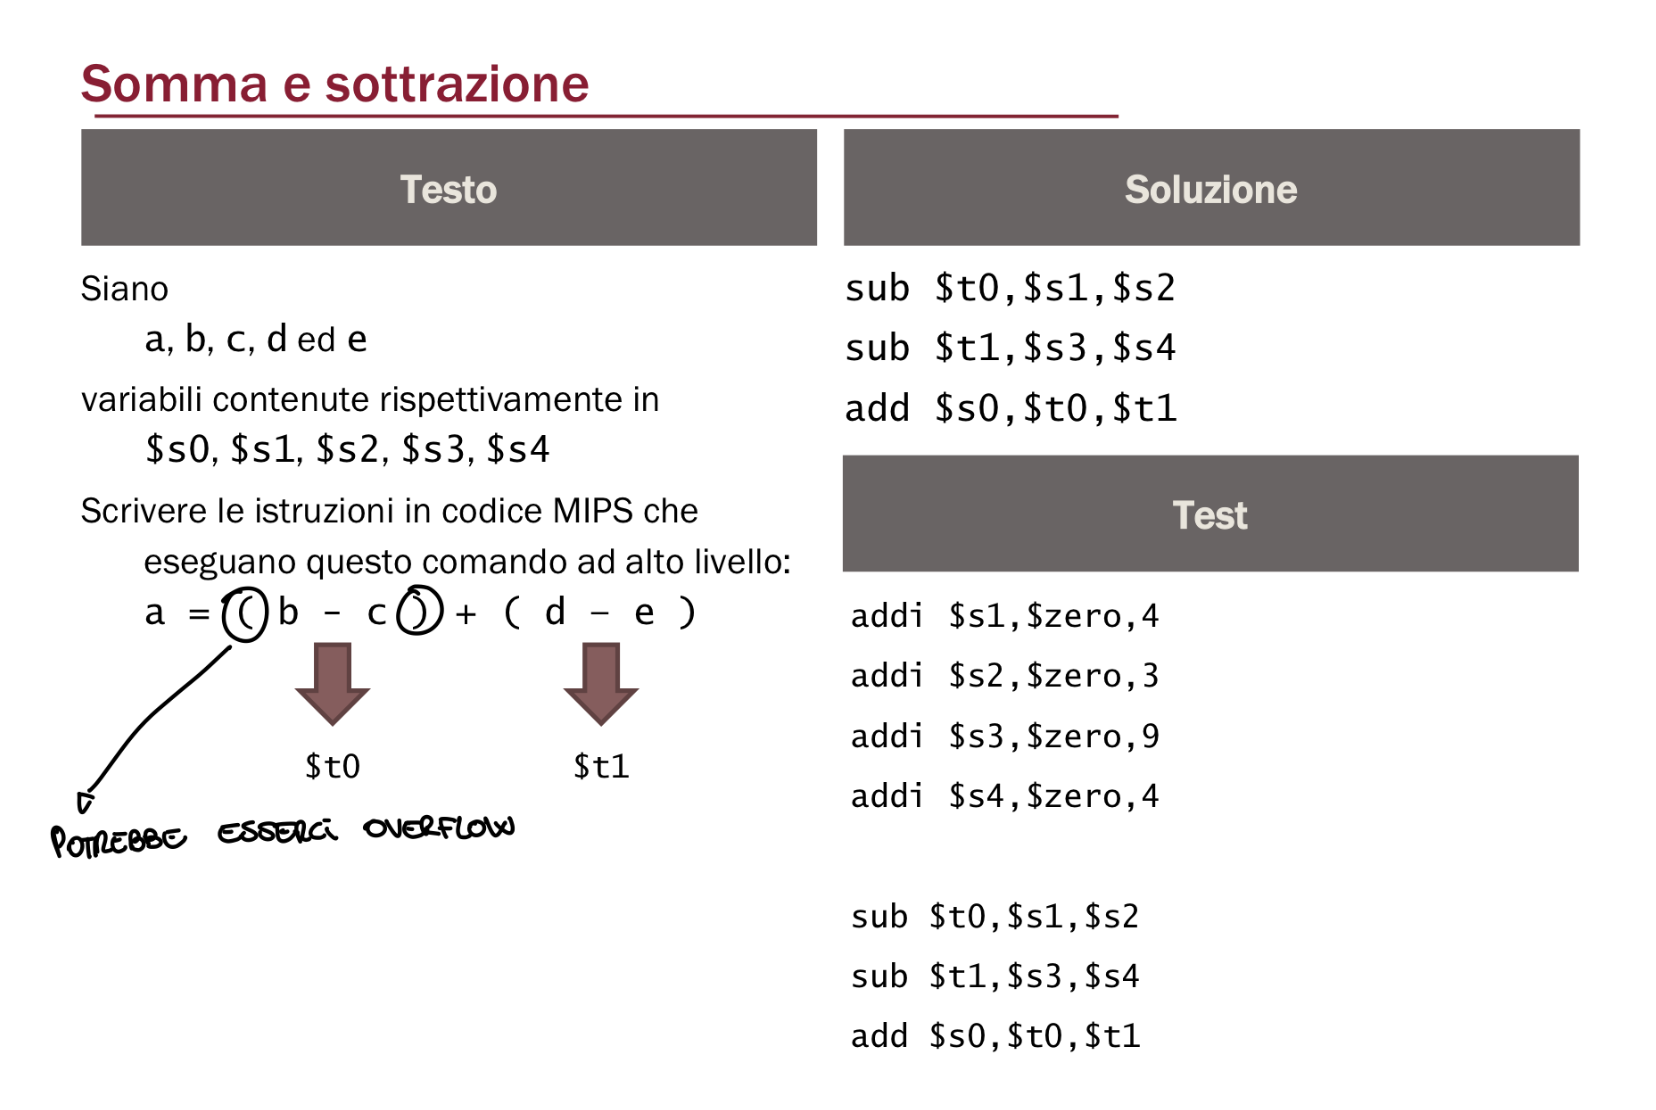 Somma e sottrazione
Testo
Siano
a, b, c, d ed e
variabili contenute rispettivamente in
$s0, $s1, $s2, $s3, $s4
Scrivere le istruzioni in codice MIPS che
eseguano questo comando ad alto livello:
a = ( b - c ) + ( d – e )
$t0 $t1
POTREBBE ESSERCI OVERFLOW
Soluzione
sub $t0,$s1,$s2
sub $t1,$s3,$s4
add $s0,$t0,$t1
Test
addi $s1,$zero,4
addi $s2,$zero,3
addi $s3,$zero,9
addi $s4,$zero,4
sub $t0,$s1,$s2
sub $t1,$s3,$s4
add $s0,$t0,$t1